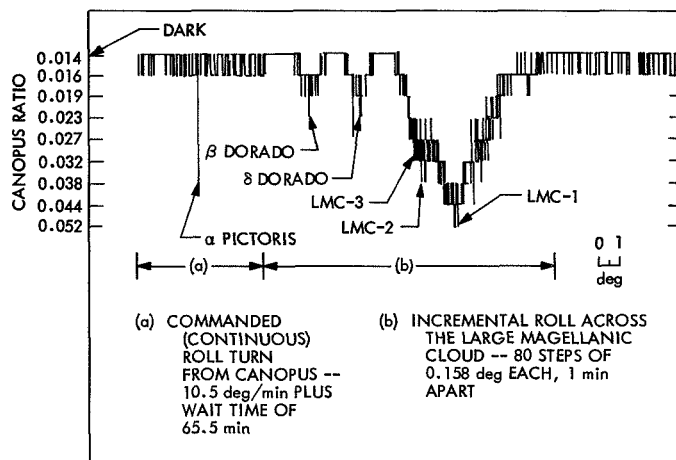 DARK
CANOPUS RATIO
0.014
0.016
0.019
0.023
0.027
0.032
0.038
0.044
0.052
β DORADO
δ DORADO
LMC-3
LMC-2
LMC-1
α PICTORIS
0 1
deg
(a)
(b)
(a) COMMANDED
(CONTINUOUS)
ROLL TURN
FROM CANOPUS --
10.5 deg/min PLUS
WAIT TIME OF
65.5 min
(b) INCREMENTAL ROLL ACROSS
THE LARGE MAGELLANIC
CLOUD -- 80 STEPS OF
0.158 deg EACH, 1 min
APART